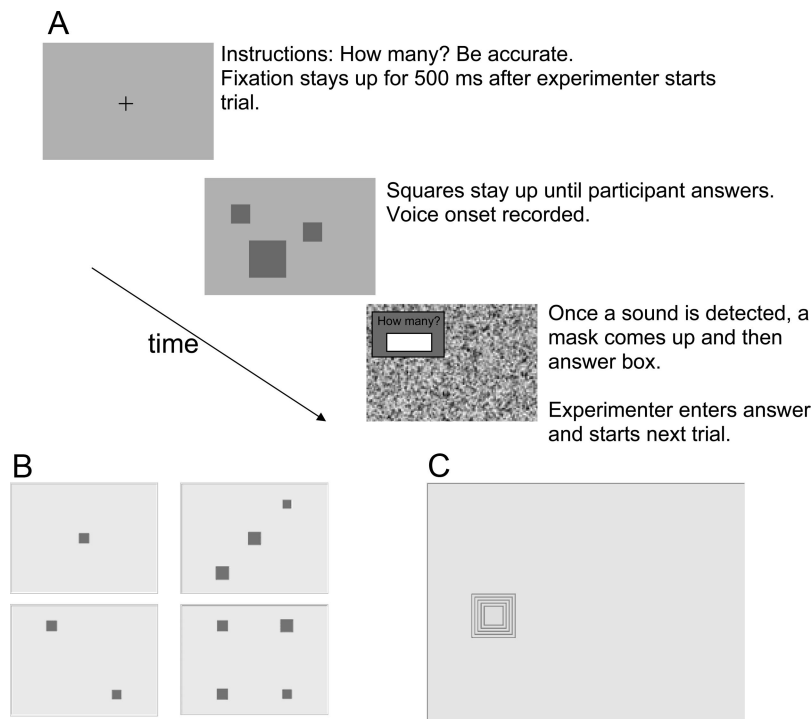 A
Instructions: How many? Be accurate.
Fixation stays up for 500 ms after experimenter starts
trial.
Squares stay up until participant answers.
Voice onset recorded.
How many?
Once a sound is detected, a
mask comes up and then
answer box.
Experimenter enters answer
and starts next trial.
time
B
C